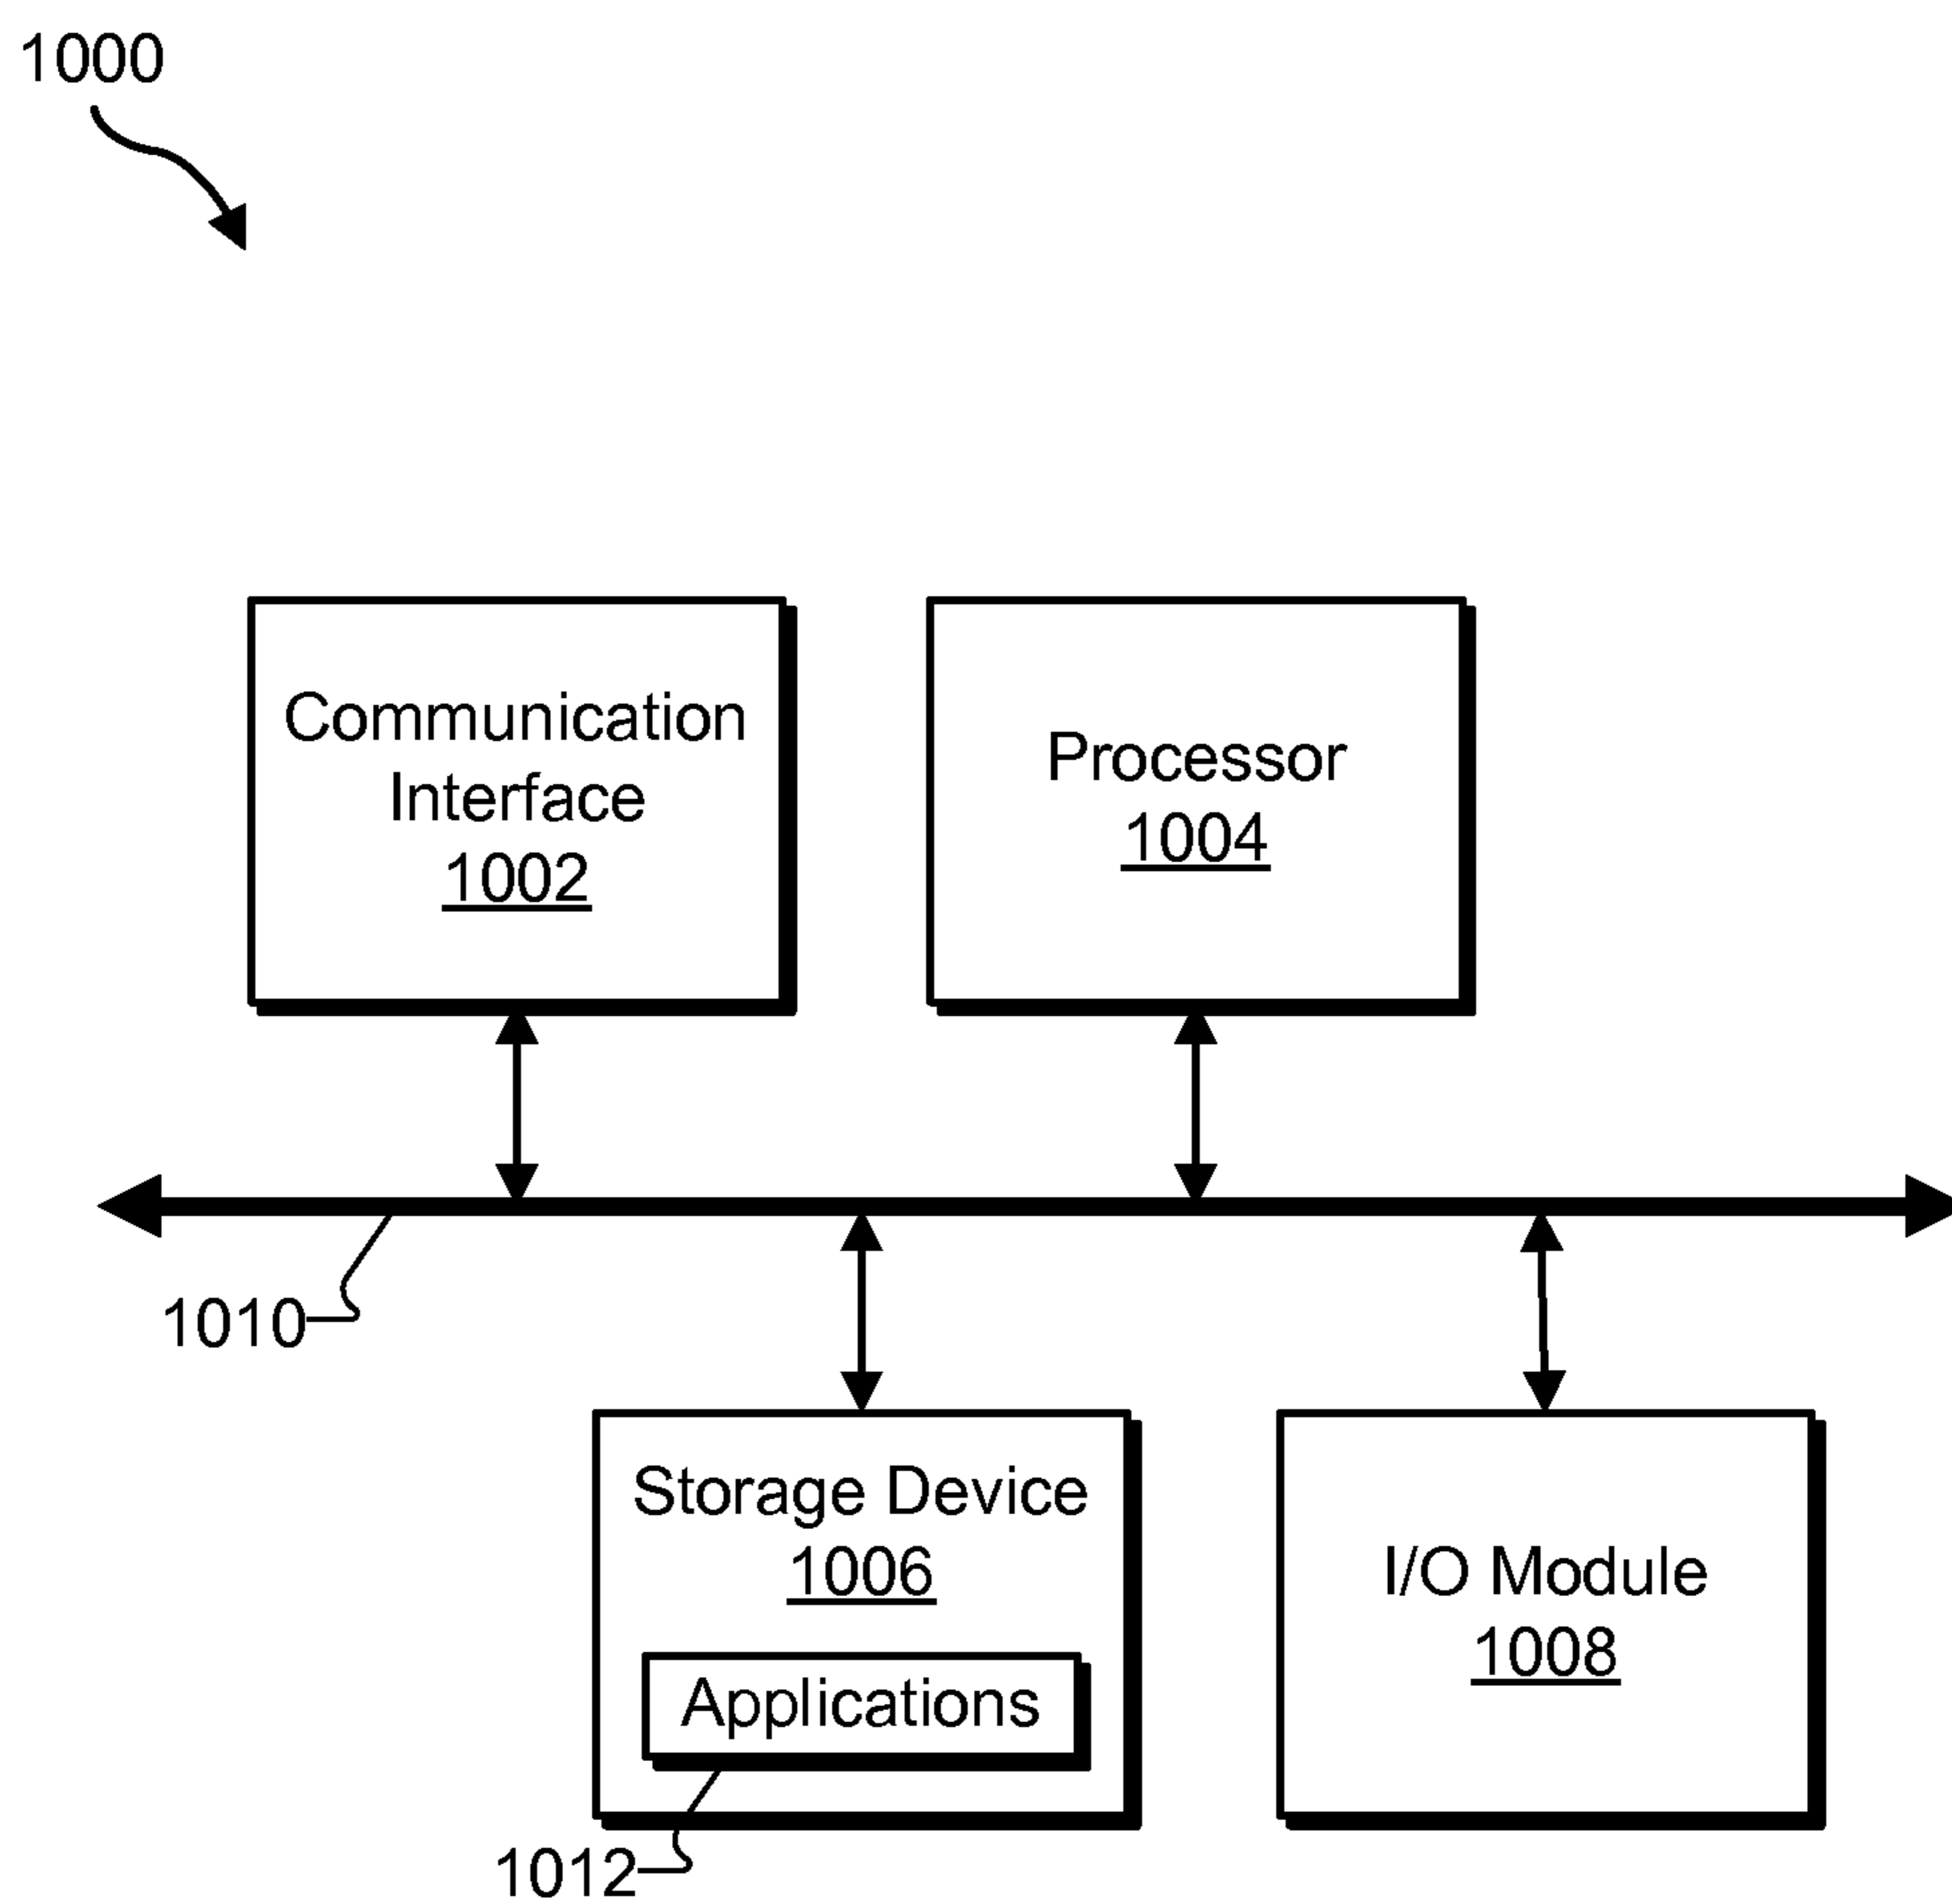 1000
Communication
Interface
1002
Processor
1004
1010
Storage Device
1006
Applications
1012
I/O Module
1008